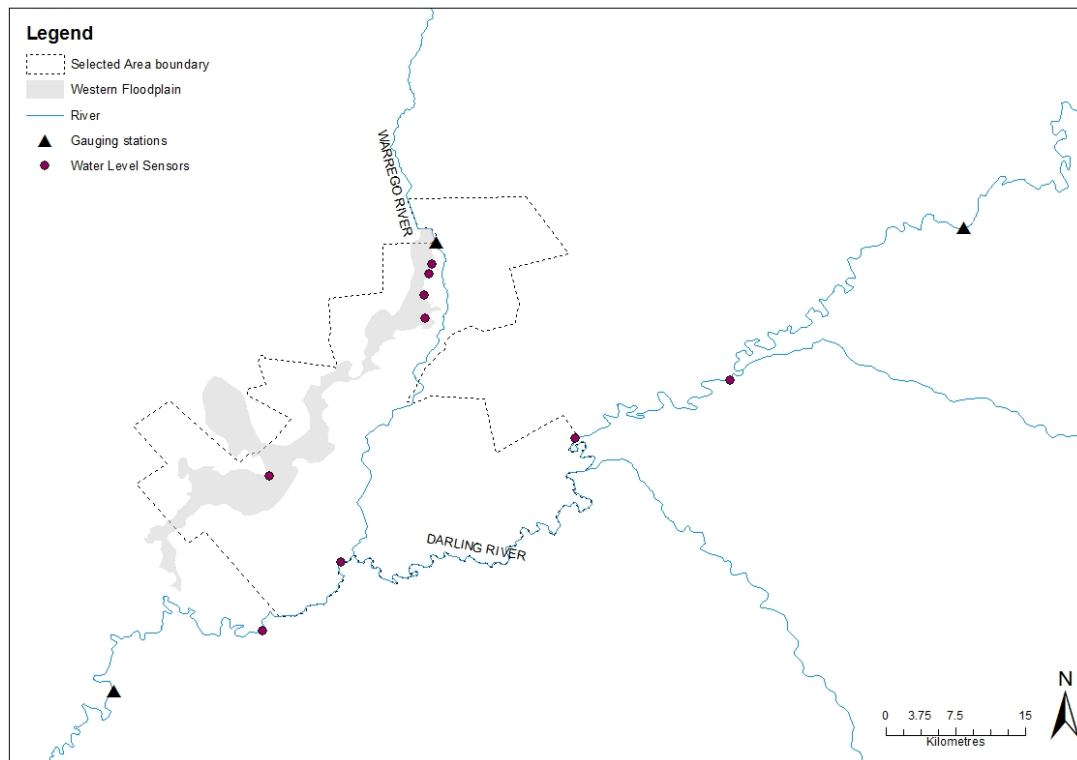 Legend
Selected Area boundary
Western Floodplain
River
Gauging stations
Water Level Sensors
WARREGO RIVER
DARLING RIVER
N
0 3.75 7.5 15
Kilometres